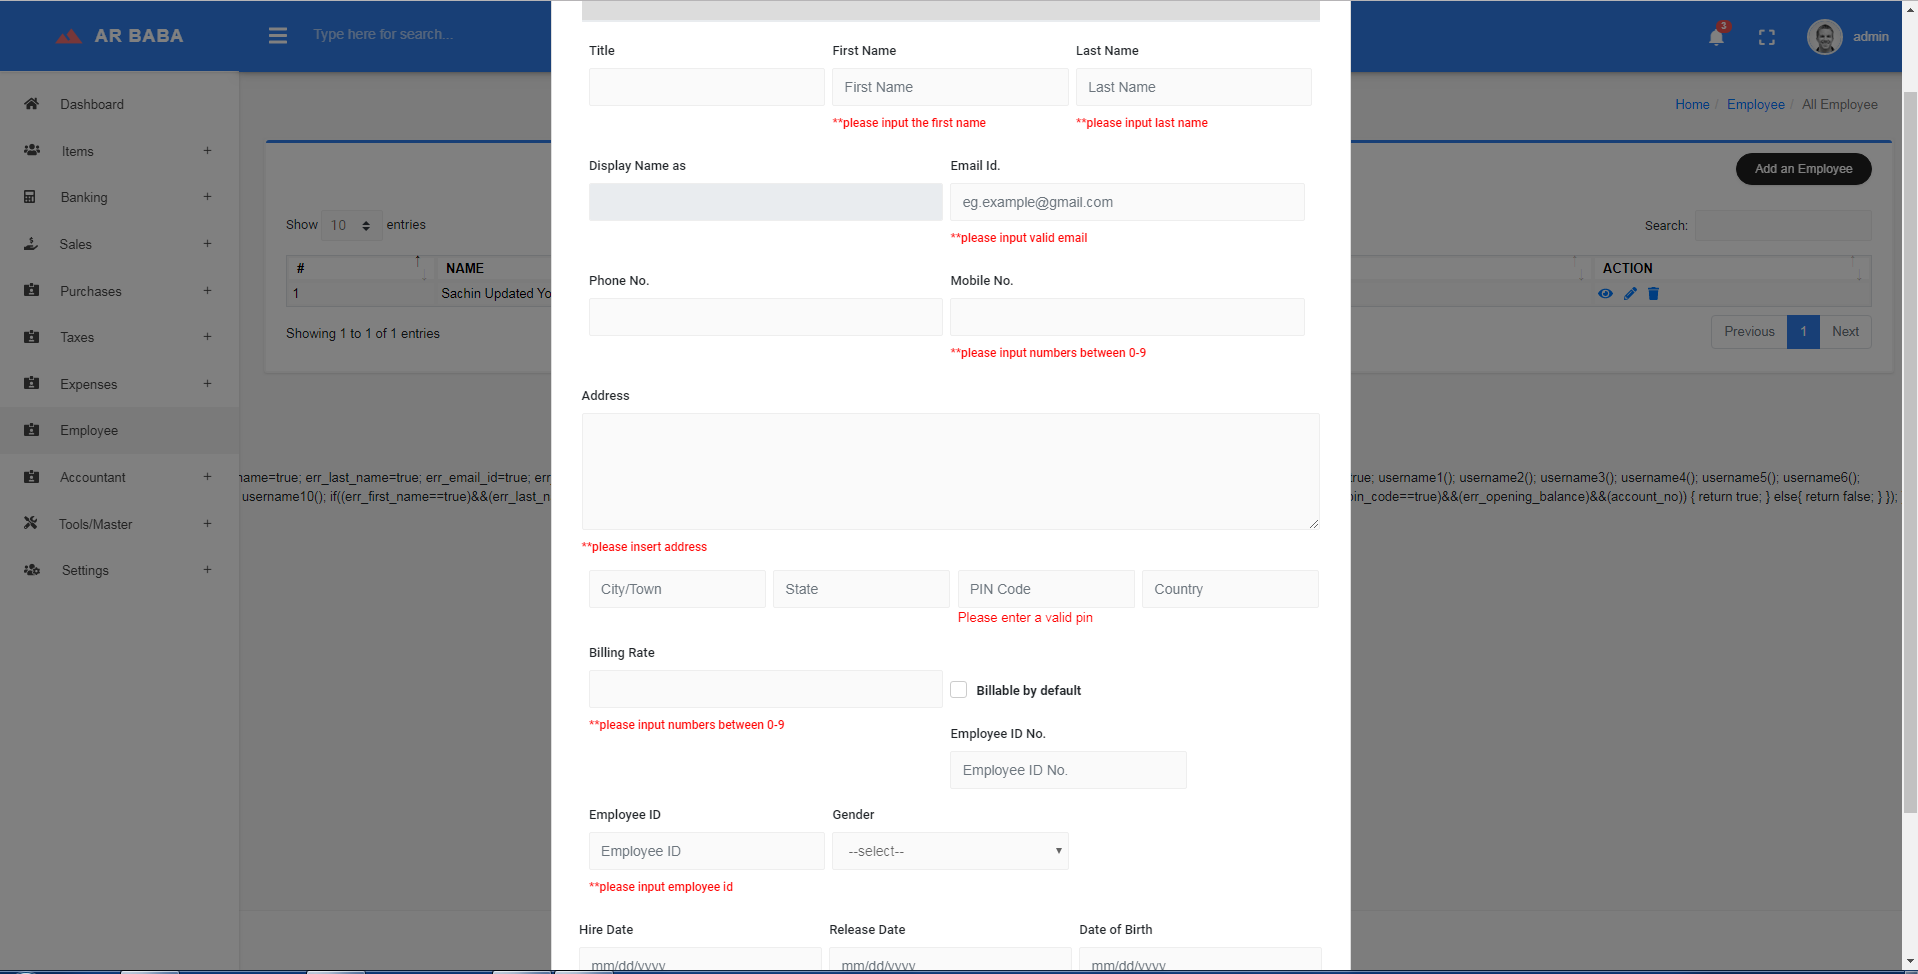 AR BABA
Type here for search...
3
admin
Dashboard
Items +
Banking +
Sales +
Purchases +
Taxes +
Expenses +
Employee
Accountant +
Tools/Master +
Settings +
Home / Employee / All Employee
Add an Employee
Show 10 entries
Search:
# NAME ACTION
1 Sachin Updated Yo
Showing 1 to 1 of 1 entries
Previous 1 Next
name=true; err_last_name=true; err_email_id=true; err
true; username1(); username2(); username3(); username4(); username5(); username6();
username10(); if((err_first_name==true)&&(err_last_n
pin_code==true)&&(err_opening_balance)&&(account_no)) { return true; } else{ return false; } });
Title First Name Last Name
First Name Last Name
**please input the first name **please input last name
Display Name as Email Id.
eg.example@gmail.com
**please input valid email
Phone No. Mobile No.
**please input numbers between 0-9
Address
**please insert address
City/Town State PIN Code Country
Please enter a valid pin
Billing Rate
Billable by default
**please input numbers between 0-9
Employee ID No.
Employee ID No.
Employee ID Gender
Employee ID --select--
**please input employee id
Hire Date Release Date Date of Birth
mm/dd/yyyy mm/dd/yyyy mm/dd/yyyy